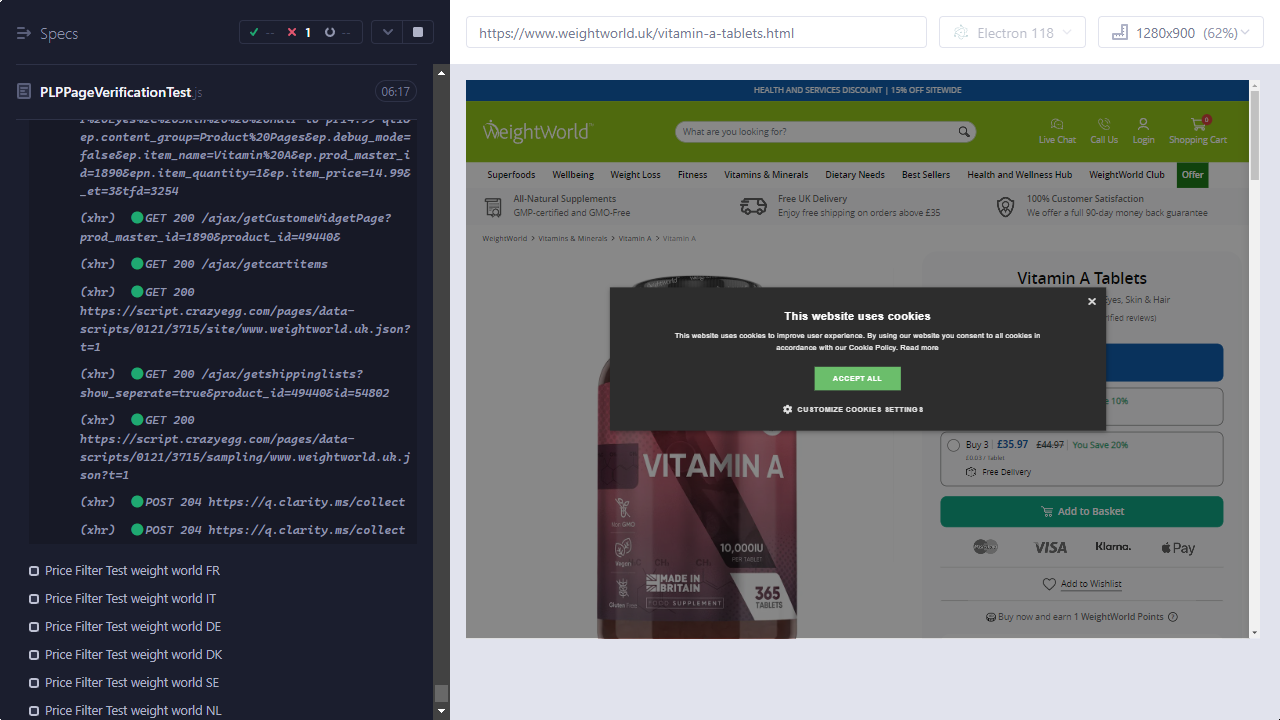 Specs
--
1
--
PLPPageVerificationTest.js
06:17
ep.content_group=Product%20Pages&ep.debug_mode=
false&ep.item_name=Vitamin%20A&ep.prod_master_i
d=1890&epn.item_quantity=1&ep.item_price=14.99&
_et=3&tfd=3254
(xhr) GET 200 /ajax/getCustomeWidgetPage?
prod_master_id=1890&product_id=49440&
(xhr) GET 200 /ajax/getcartitems
(xhr) GET 200
https://script.crazyegg.com/pages/data-
scripts/0121/3715/site/www.weightworld.uk.json?
t=1
(xhr) GET 200 /ajax/getshippinglists?
show_seperate=true&product_id=49440&id=54802
(xhr) GET 200
https://script.crazyegg.com/pages/data-
scripts/0121/3715/sampling/www.weightworld.uk.j
son?t=1
(xhr) POST 204 https://q.clarity.ms/collect
(xhr) POST 204 https://q.clarity.ms/collect
Price Filter Test weight world FR
Price Filter Test weight world IT
Price Filter Test weight world DE
Price Filter Test weight world DK
Price Filter Test weight world SE
Price Filter Test weight world NL
https://www.weightworld.uk/vitamin-a-tablets.html
Electron 118
1280x900 (62%)
HEALTH AND SERVICES DISCOUNT | 15% OFF SITEWIDE
WeightWorld
What are you looking for?
Live Chat
Call Us
Login
0
Shopping Cart
Superfoods Wellbeing Weight Loss Fitness Vitamins & Minerals Dietary Needs Best Sellers Health and Wellness Hub WeightWorld Club Offer
All-Natural Supplements
GMP-certified and GMO-Free
Free UK Delivery
Enjoy free shipping on orders above £35
100% Customer Satisfaction
We offer a full 90-day money back guarantee
WeightWorld > Vitamins & Minerals > Vitamin A > Vitamin A
Vitamin A Tablets
Eyes, Skin & Hair
reviews)
This website uses cookies
This website uses cookies to improve user experience. By using our website you consent to all cookies in
accordance with our Cookie Policy. Read more
ACCEPT ALL
CUSTOMIZE COOKIES SETTINGS
10%
Buy 3 £35.97 £44.97 You Save 20%
£0.03 / Tablet
Free Delivery
Add to Basket
MasterCard VISA Klarna. Pay
Add to Wishlist
Buy now and earn 1 WeightWorld Points
VITAMIN A
Non GMO
Vegan
Gluten Free
10,000IU
PER TABLET
MADE IN
BRITAIN
FOOD SUPPLEMENT
365
TABLETS